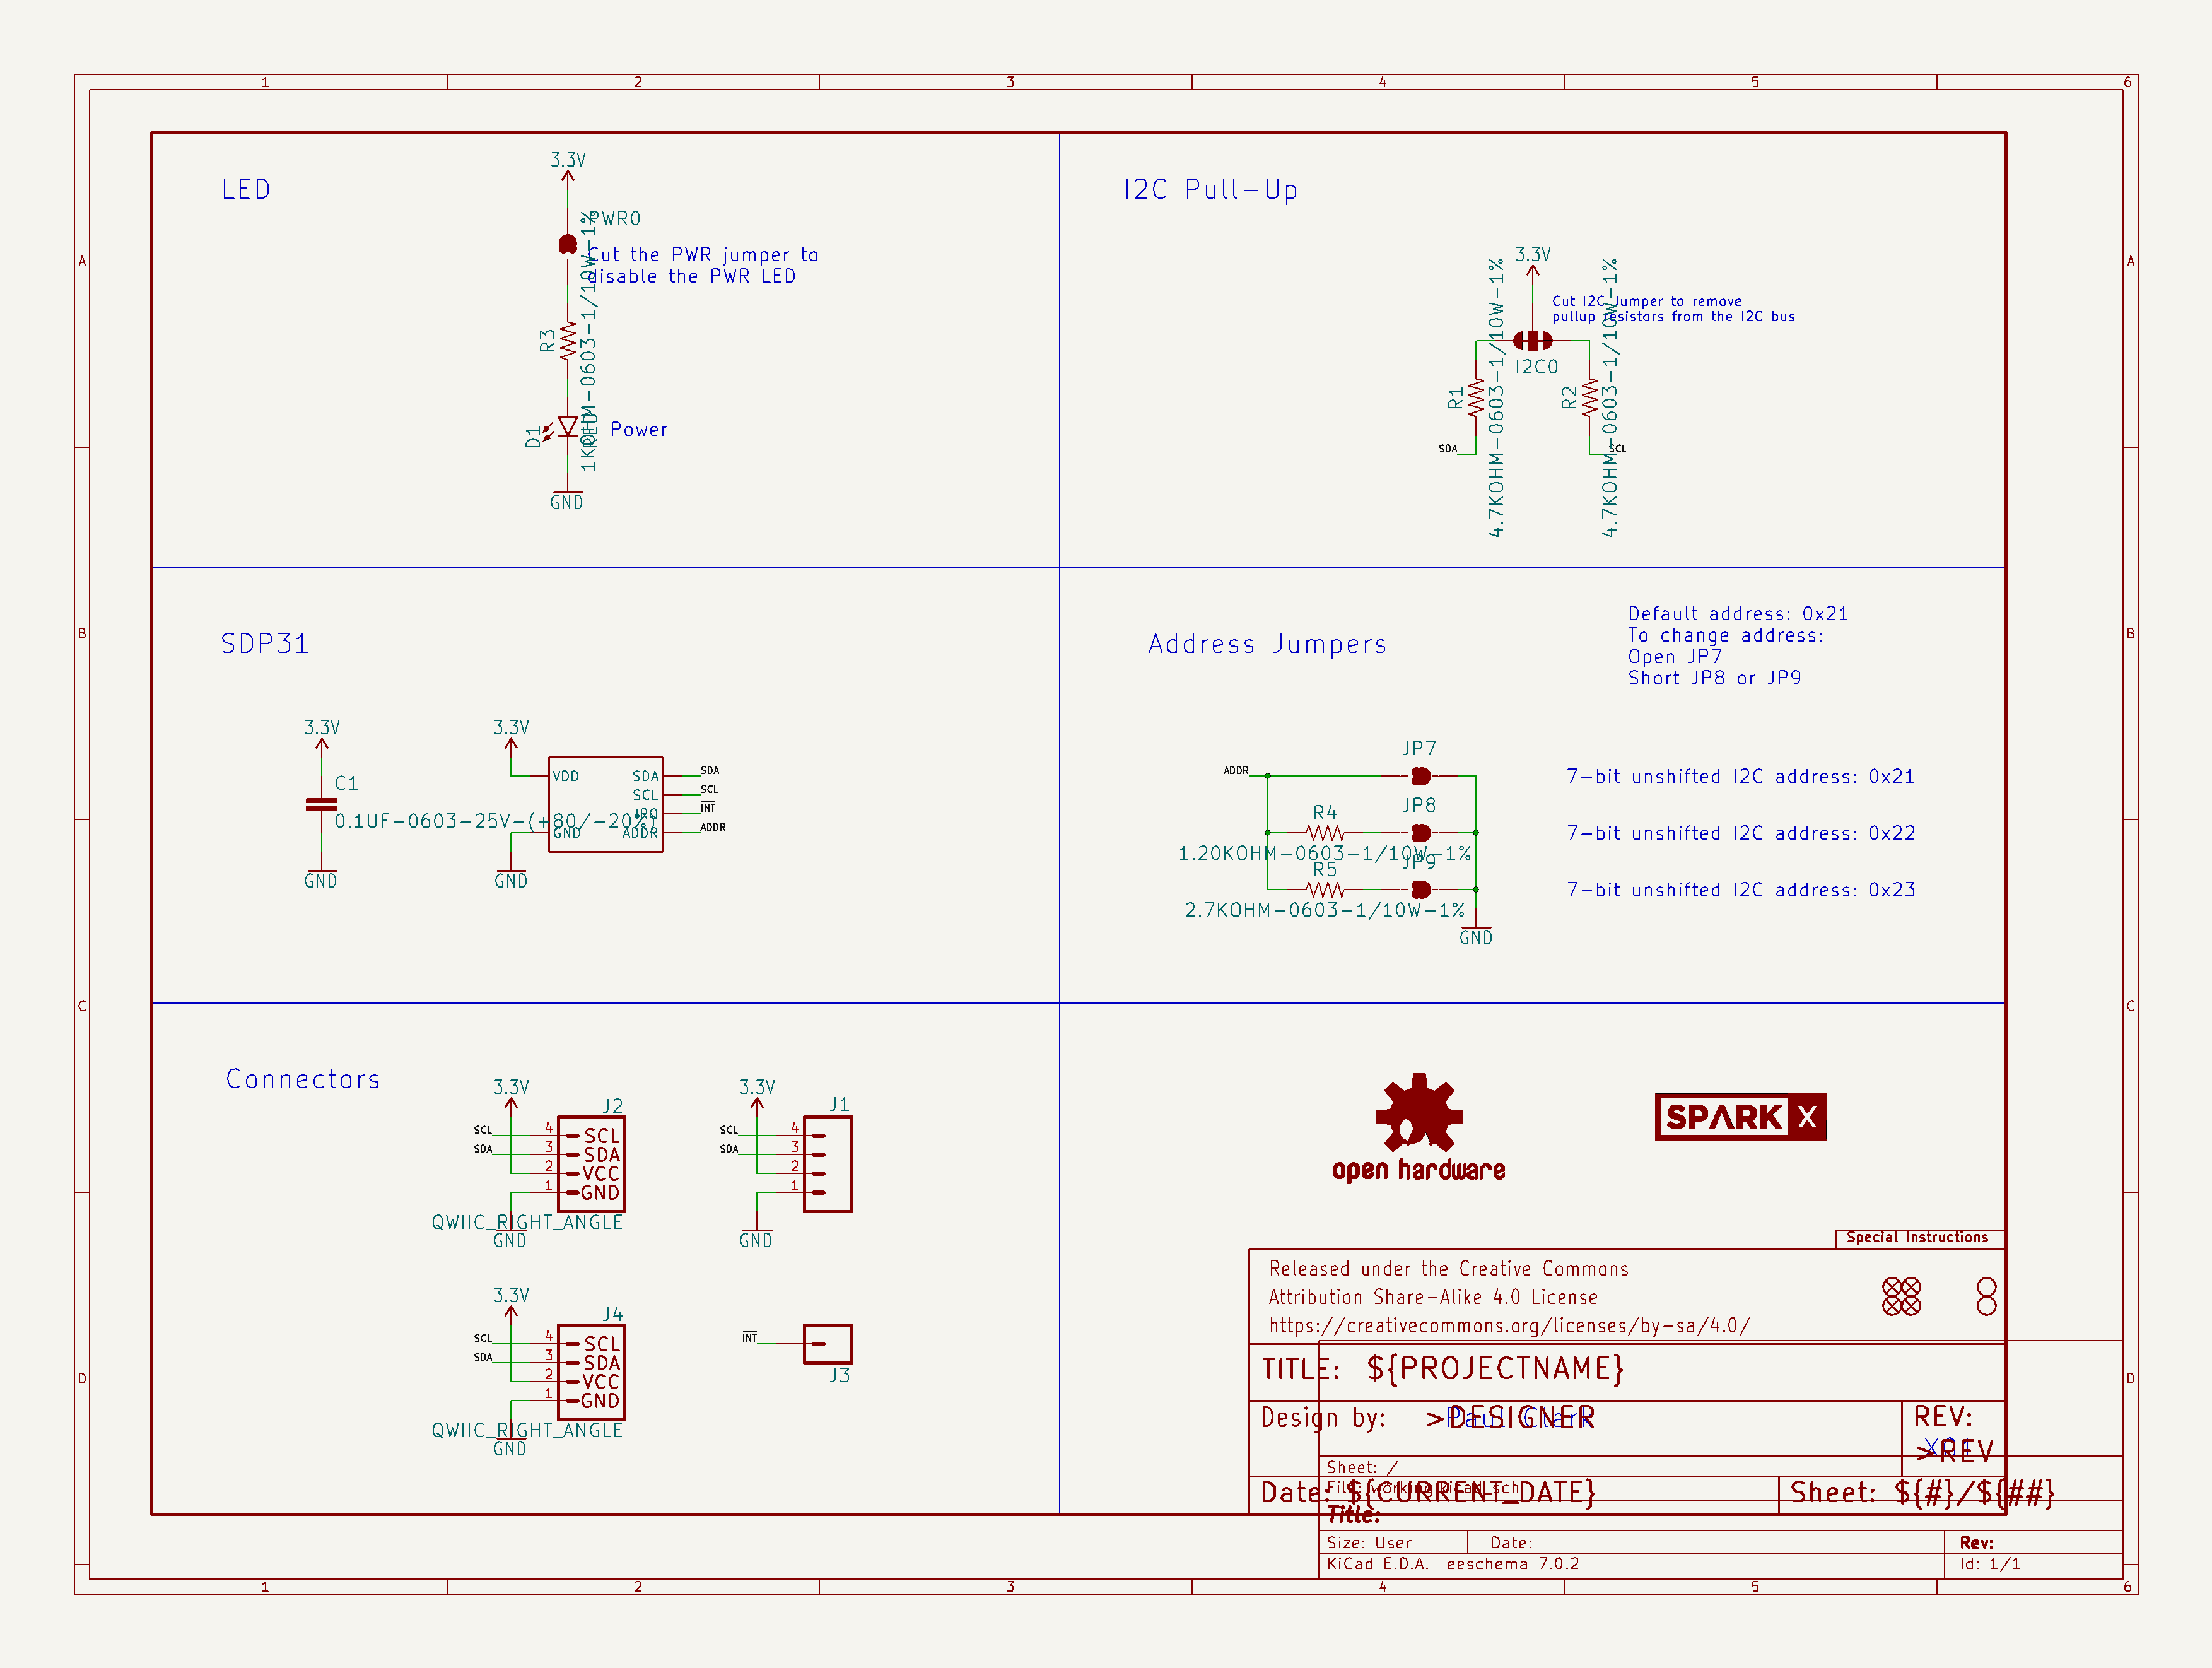 1 2 3 4 5 6
A
B
C
D
LED
3.3V
PWR0
Cut the PWR jumper to
disable the PWR LED
R3
1KOHM-0603-1/10W-1%
D1
RED
Power
GND
I2C Pull-Up
3.3V
Cut I2C Jumper to remove
pullup resistors from the I2C bus
I2C0
R1
4.7KOHM-0603-1/10W-1%
R2
4.7KOHM-0603-1/10W-1%
SDA
SCL
SDP31
3.3V
C1
0.1UF-0603-25V-(+80/-20%)
GND
3.3V
VDD
GND
SDA
SCL
IRQ
ADDR
SDA
SCL
INT
ADDR
GND
Address Jumpers
Default address: 0x21
To change address:
Open JP7
Short JP8 or JP9
ADDR
JP7
7-bit unshifted I2C address: 0x21
R4
JP8
7-bit unshifted I2C address: 0x22
1.20KOHM-0603-1/10W-1%
R5
JP9
7-bit unshifted I2C address: 0x23
2.7KOHM-0603-1/10W-1%
GND
Connectors
3.3V
J2
SCL 4 SCL
SDA 3 SDA
2 VCC
1 GND
QWIIC_RIGHT_ANGLE
GND
3.3V
J1
SCL 4
SDA 3
2
1
GND
3.3V
J4
SCL 4 SCL
SDA 3 SDA
2 VCC
1 GND
QWIIC_RIGHT_ANGLE
GND
INT
J3
open hardware
SPARK X
Special Instructions
Released under the Creative Commons
Attribution Share-Alike 4.0 License
https://creativecommons.org/licenses/by-sa/4.0/
TITLE: ${PROJECTNAME}
Design by: >DESIGNER
Paul Clark
REV:
>REV
Sheet: /
File: working.kicad_sch
Date: ${CURRENT_DATE}
Sheet: ${#}/${##}
Title:
Size: User Date: Rev:
KiCad E.D.A. eeschema 7.0.2 Id: 1/1
A
B
C
D
1 2 3 4 5 6